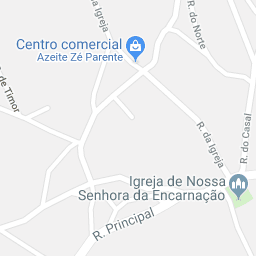 da Igreja
R. do Norte
Centro comercial
Azeite Zé Parente
de Timor
R. da Igreja
R. do Casal
Igreja de Nossa
Senhora da Encarnação
R. Principal